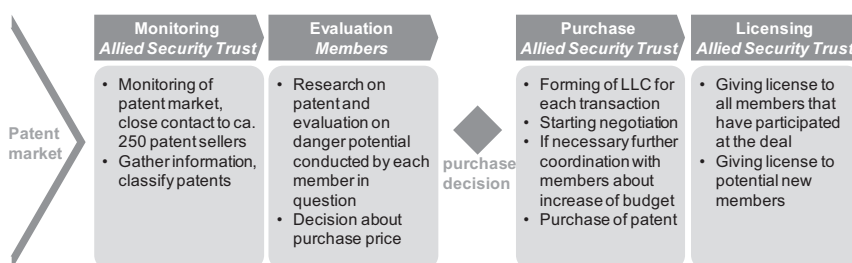 Patent
market
Monitoring
Allied Security Trust
• Monitoring of
patent market,
close contact to ca.
250 patent sellers
• Gather information,
classify patents
Evaluation
Members
• Research on
patent and
evaluation on
danger potential
conducted by each
member in
question
• Decision about
purchase price
purchase
decision
Purchase
Allied Security Trust
• Forming of LLC for
each transaction
• Starting negotiation
• If necessary further
coordination with
members about
increase of budget
• Purchase of patent
Licensing
Allied Security Trust
• Giving license to
all members that
have participated
at the deal
• Giving license to
potential new
members